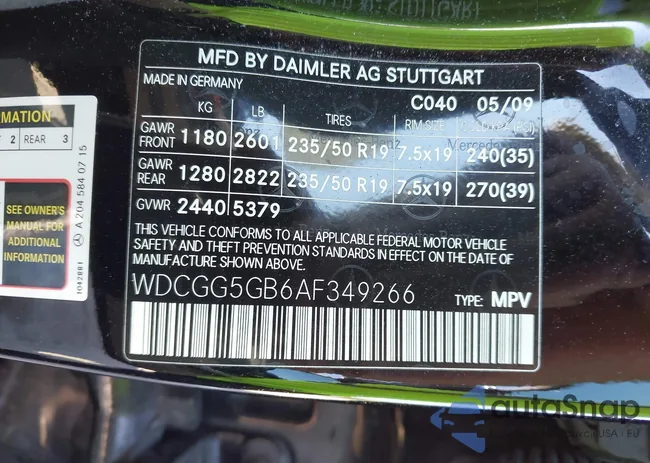 MFD BY DAIMLER AG STUTTGART
MADE IN GERMANY
C040 05/09
KG LB TIRES RIM-SIZE
GAWR FRONT 1180 2601 235/50 R19 7.5x19 240(35)
GAWR REAR 1280 2822 235/50 R19 7.5x19 270(39)
GVWR 2440 5379
THIS VEHICLE CONFORMS TO ALL APPLICABLE FEDERAL MOTOR VEHICLE
SAFETY AND THEFT PREVENTION STANDARDS IN EFFECT ON THE DATE OF
MANUFACTURE SHOWN ABOVE.
WDCGG5GB6AF349266 TYPE: MPV
2 REAR 3
SEE OWNER'S
MANUAL FOR
ADDITIONAL
INFORMATION
A 204 584 07 15
autoSnap